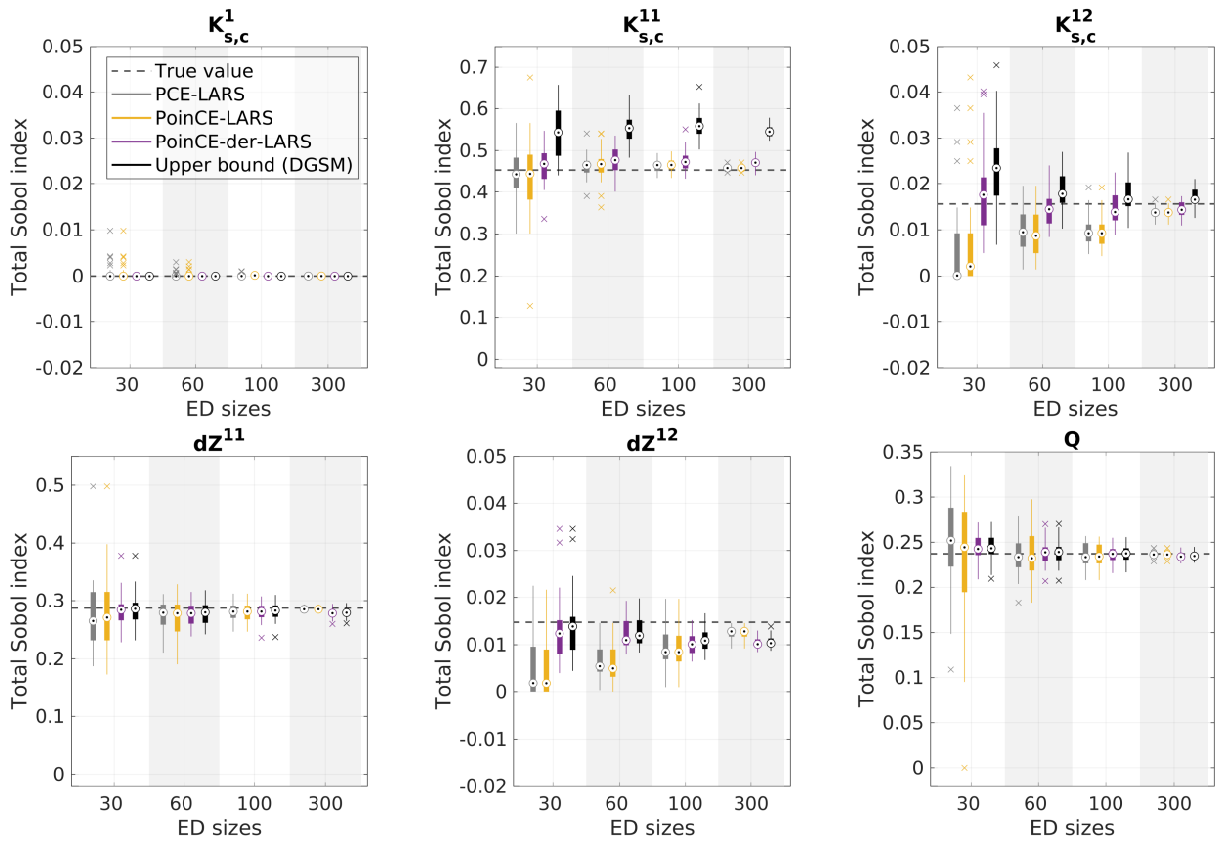 K¹s,c
0.05
0.04
0.03
0.02
0.01
0
-0.01
-0.02
Total Sobol index
True value
PCE-LARS
PoinCE-LARS
PoinCE-der-LARS
Upper bound (DGSM)
30 60 100 300
ED sizes
K¹¹s,c
0.7
0.6
0.5
0.4
0.3
0.2
0.1
0
Total Sobol index
30 60 100 300
ED sizes
K¹²s,c
0.05
0.04
0.03
0.02
0.01
0
-0.01
-0.02
Total Sobol index
30 60 100 300
ED sizes
dZ¹¹
0.5
0.4
0.3
0.2
0.1
0
Total Sobol index
30 60 100 300
ED sizes
dZ¹²
0.05
0.04
0.03
0.02
0.01
0
-0.01
-0.02
Total Sobol index
30 60 100 300
ED sizes
Q
0.35
0.3
0.25
0.2
0.15
0.1
0.05
0
Total Sobol index
30 60 100 300
ED sizes